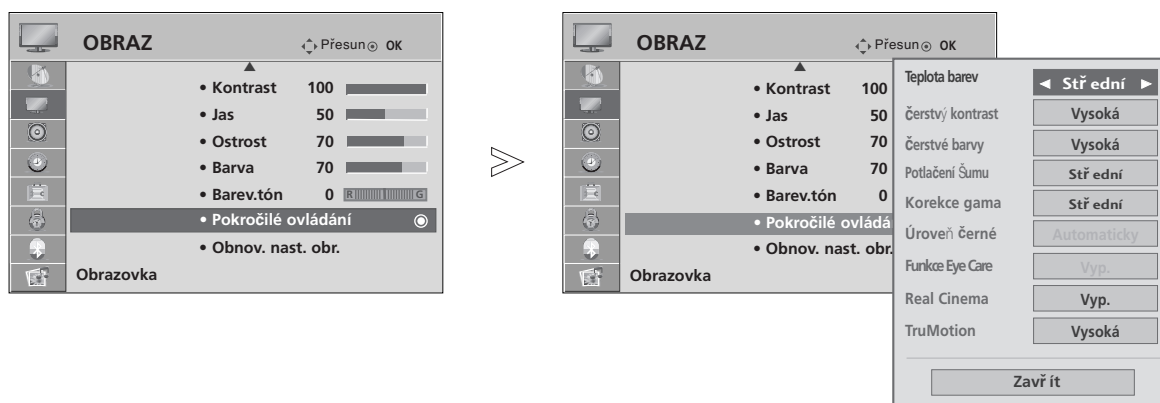 OBRAZ Přesun OK
• Kontrast 100
• Jas 50
• Ostrost 70
• Barva 70
• Barev.tón 0 R G
• Pokročilé ovládání
• Obnov. nast. obr.
Obrazovka
OBRAZ Přesun OK
• Kontrast 100
• Jas 50
• Ostrost 70
• Barva 70
• Barev.tón 0
• Pokročilé ovládá
• Obnov. nast. obr.
Obrazovka
Teplota barev ◄ Stř ední ►
čerstvý kontrast Vysoká
čerstvé barvy Vysoká
Potlačení Šumu Stř ední
Korekce gama Stř ední
Úroveň černé Automaticky
Funkce Eye Care Vyp.
Real Cinema Vyp.
TruMotion Vysoká
Zavř ít